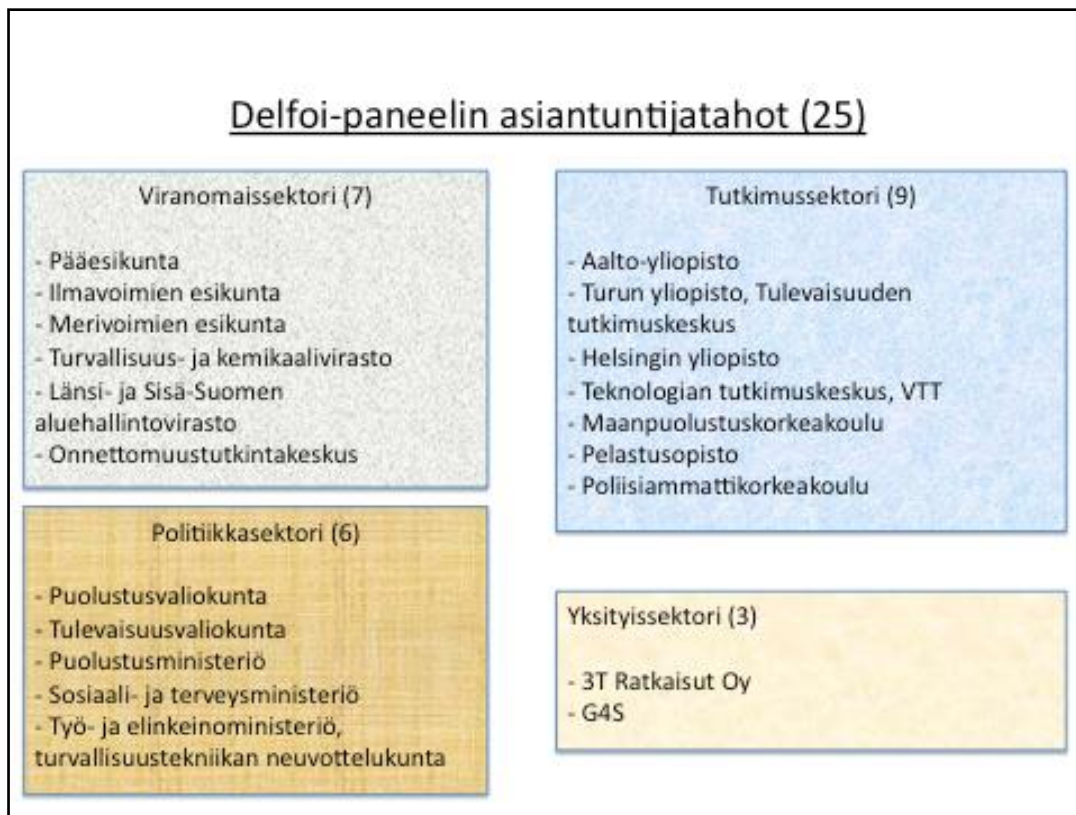 Delfoi-paneelin asiantuntijatahot (25)
Viranomaissektori (7)
- Pääesikunta
- Ilmavoimien esikunta
- Merivoimien esikunta
- Turvallisuus- ja kemikaalivirasto
- Länsi- ja Sisä-Suomen
aluehallintovirasto
- Onnettomuustutkintakeskus
Politiikkasektori (6)
- Puolustusvaliokunta
- Tulevaisuusvaliokunta
- Puolustusministeriö
- Sosiaali- ja terveysministeriö
- Työ- ja elinkeinoministeriö,
turvallisuustekniikan neuvottelukunta
Tutkimussektori (9)
- Aalto-yliopisto
- Turun yliopisto, Tulevaisuuden
tutkimuskeskus
- Helsingin yliopisto
- Teknologian tutkimuskeskus, VTT
- Maanpuolustuskorkeakoulu
- Pelastusopisto
- Poliisiammattikorkeakoulu
Yksityissektori (3)
- 3T Ratkaisut Oy
- G4S